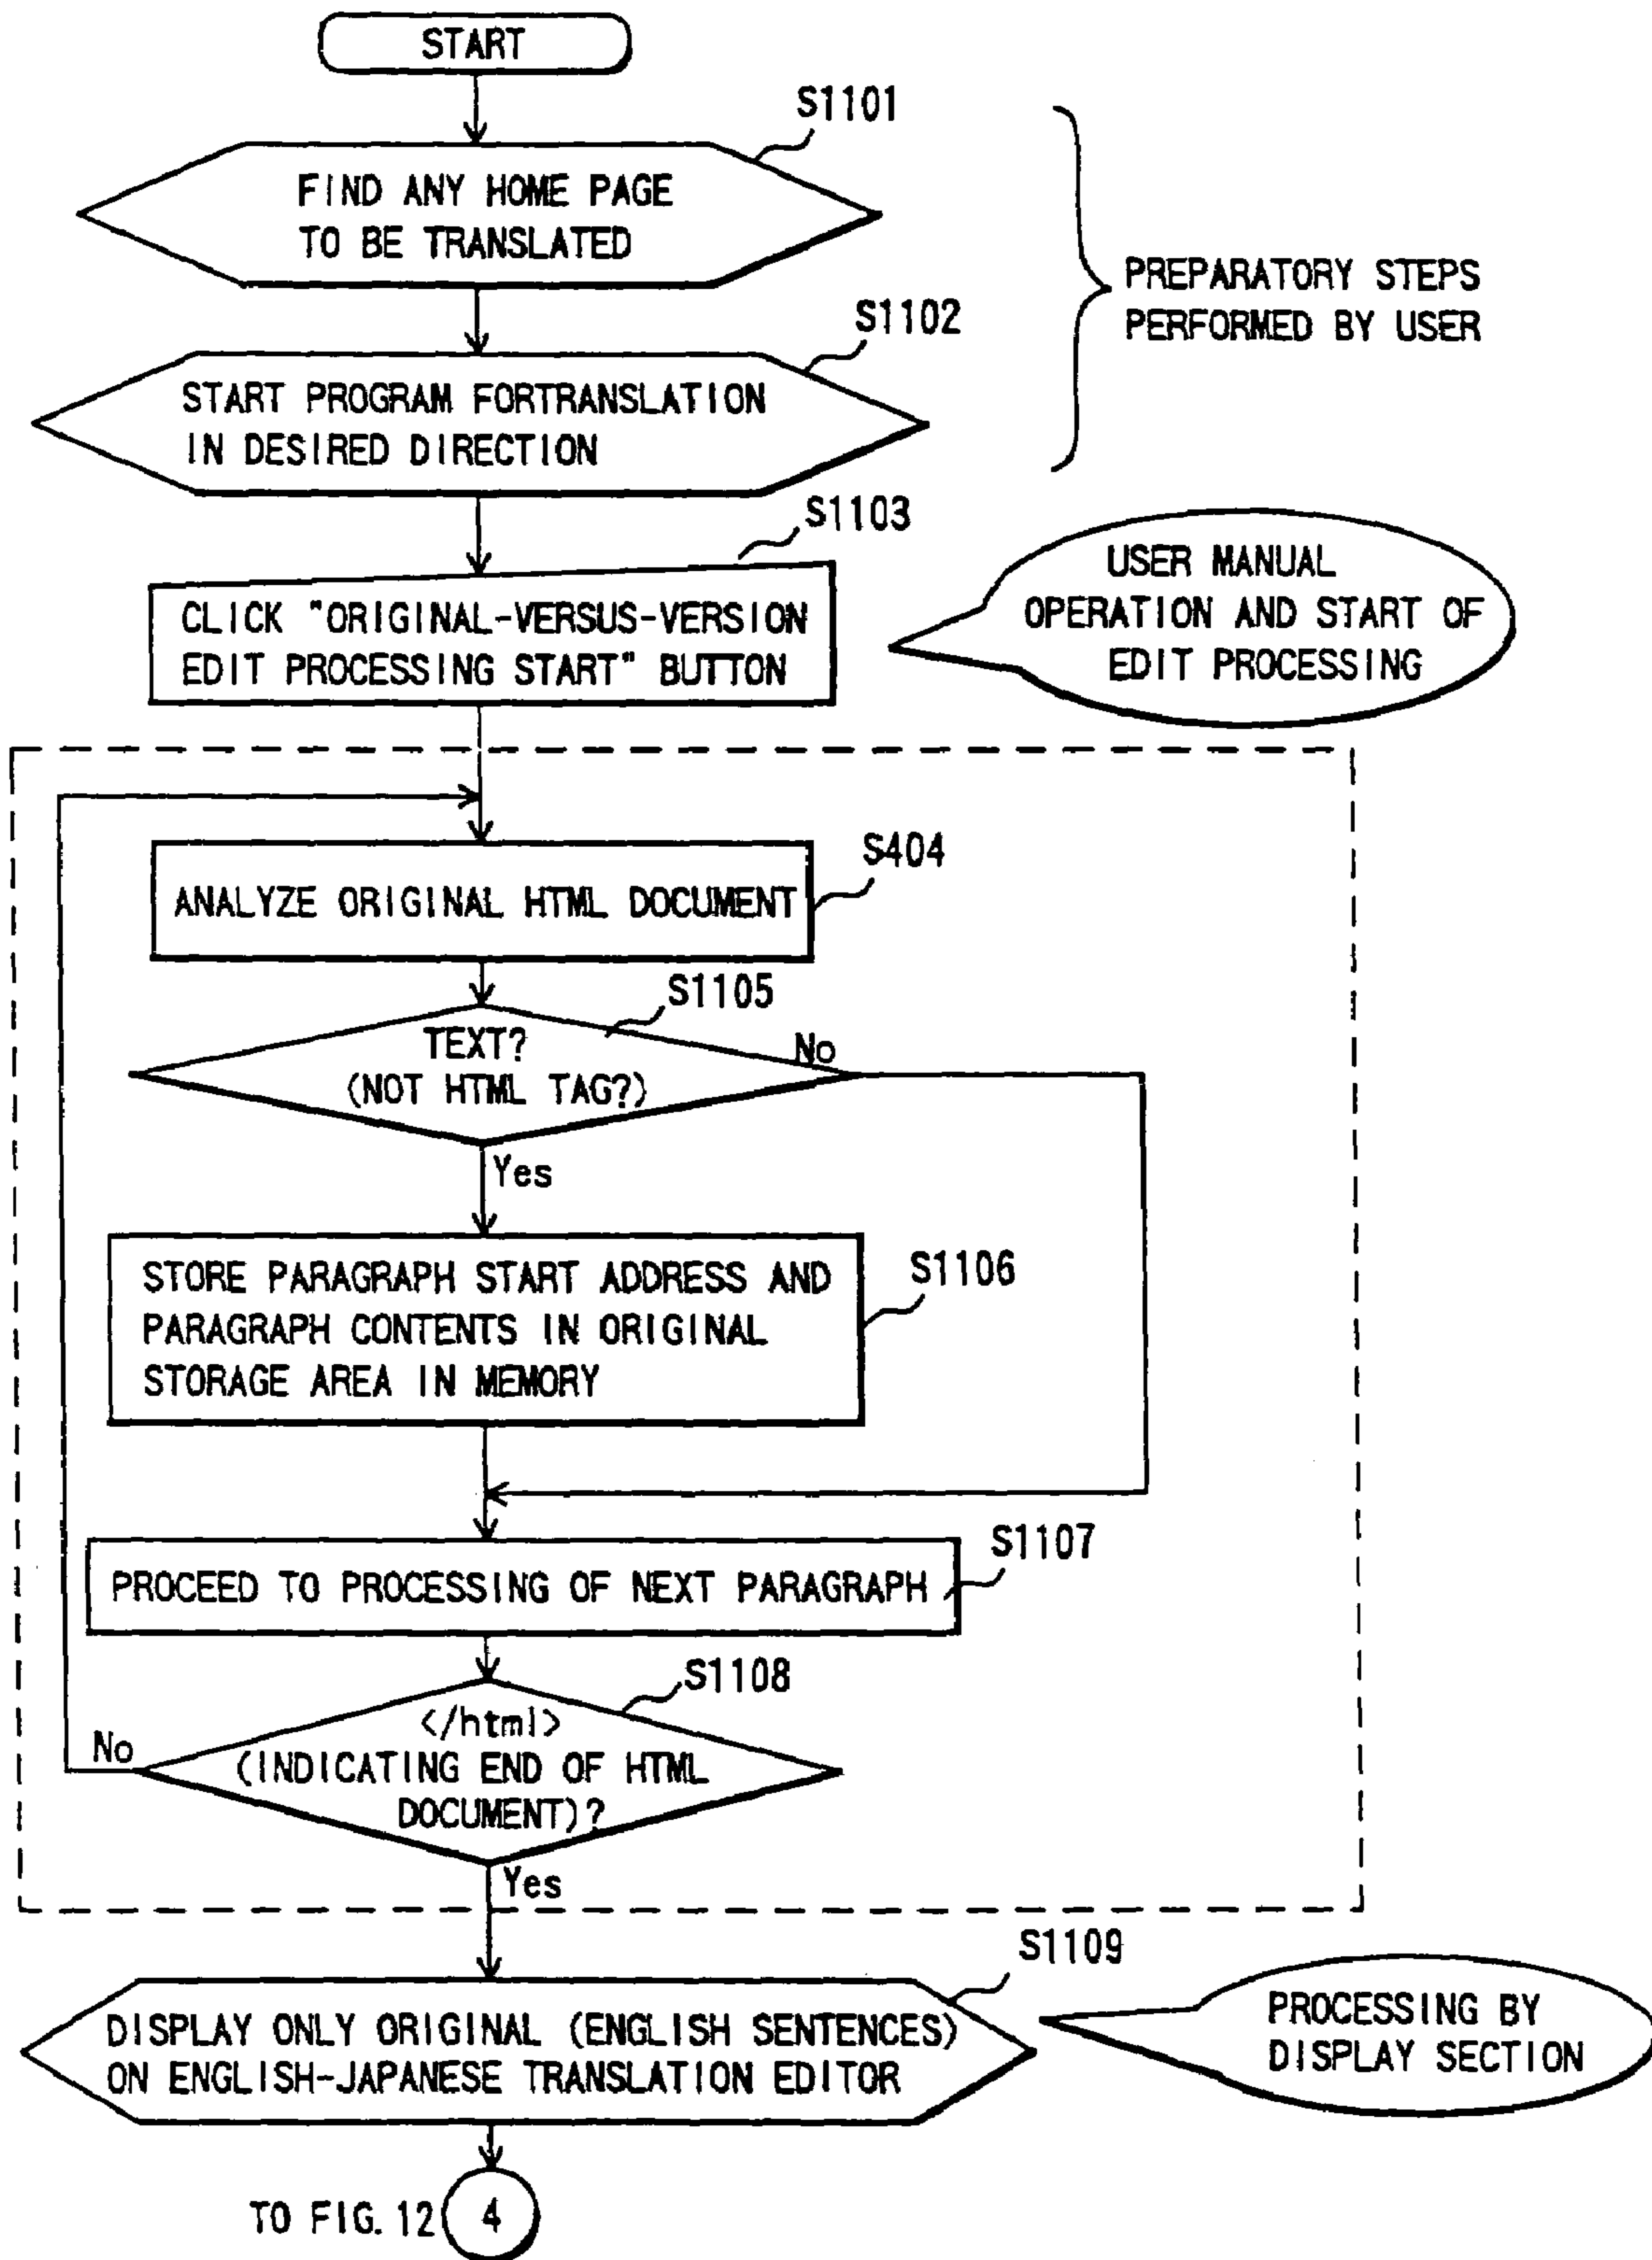 START
S1101
FIND ANY HOME PAGE
TO BE TRANSLATED
PREPARATORY STEPS
PERFORMED BY USER
S1102
START PROGRAM FORTRANSLATION
IN DESIRED DIRECTION
S1103
CLICK "ORIGINAL-VERSUS-VERSION
EDIT PROCESSING START" BUTTON
USER MANUAL
OPERATION AND START OF
EDIT PROCESSING
S404
ANALYZE ORIGINAL HTML DOCUMENT
S1105
TEXT?
(NOT HTML TAG?)
No
Yes
S1106
STORE PARAGRAPH START ADDRESS AND
PARAGRAPH CONTENTS IN ORIGINAL
STORAGE AREA IN MEMORY
S1107
PROCEED TO PROCESSING OF NEXT PARAGRAPH
S1108
</html>
(INDICATING END OF HTML
DOCUMENT)?
No
Yes
S1109
DISPLAY ONLY ORIGINAL (ENGLISH SENTENCES)
ON ENGLISH-JAPANESE TRANSLATION EDITOR
PROCESSING BY
DISPLAY SECTION
TO FIG. 12 4